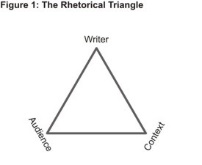 Figure 1: The Rhetorical Triangle
Writer
Audience
Context